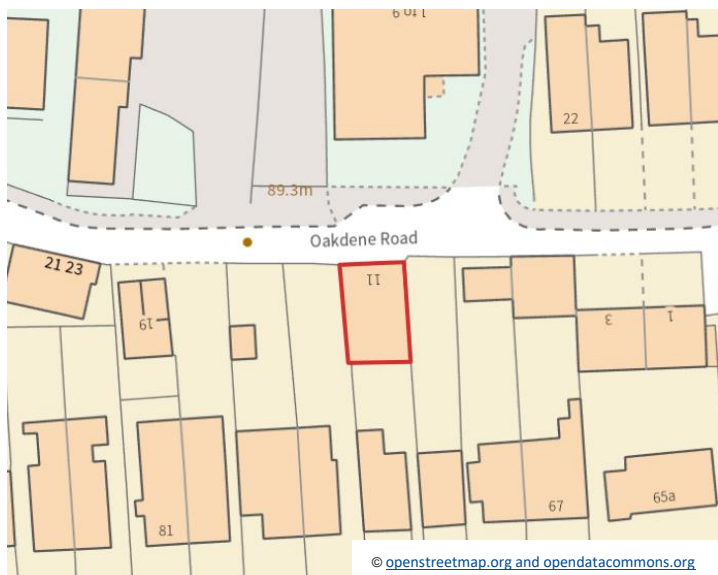 1 to 9
22
89.3m
Oakdene Road
21 23
11
19
3
1
81
67
65a
© openstreetmap.org and opendatacommons.org